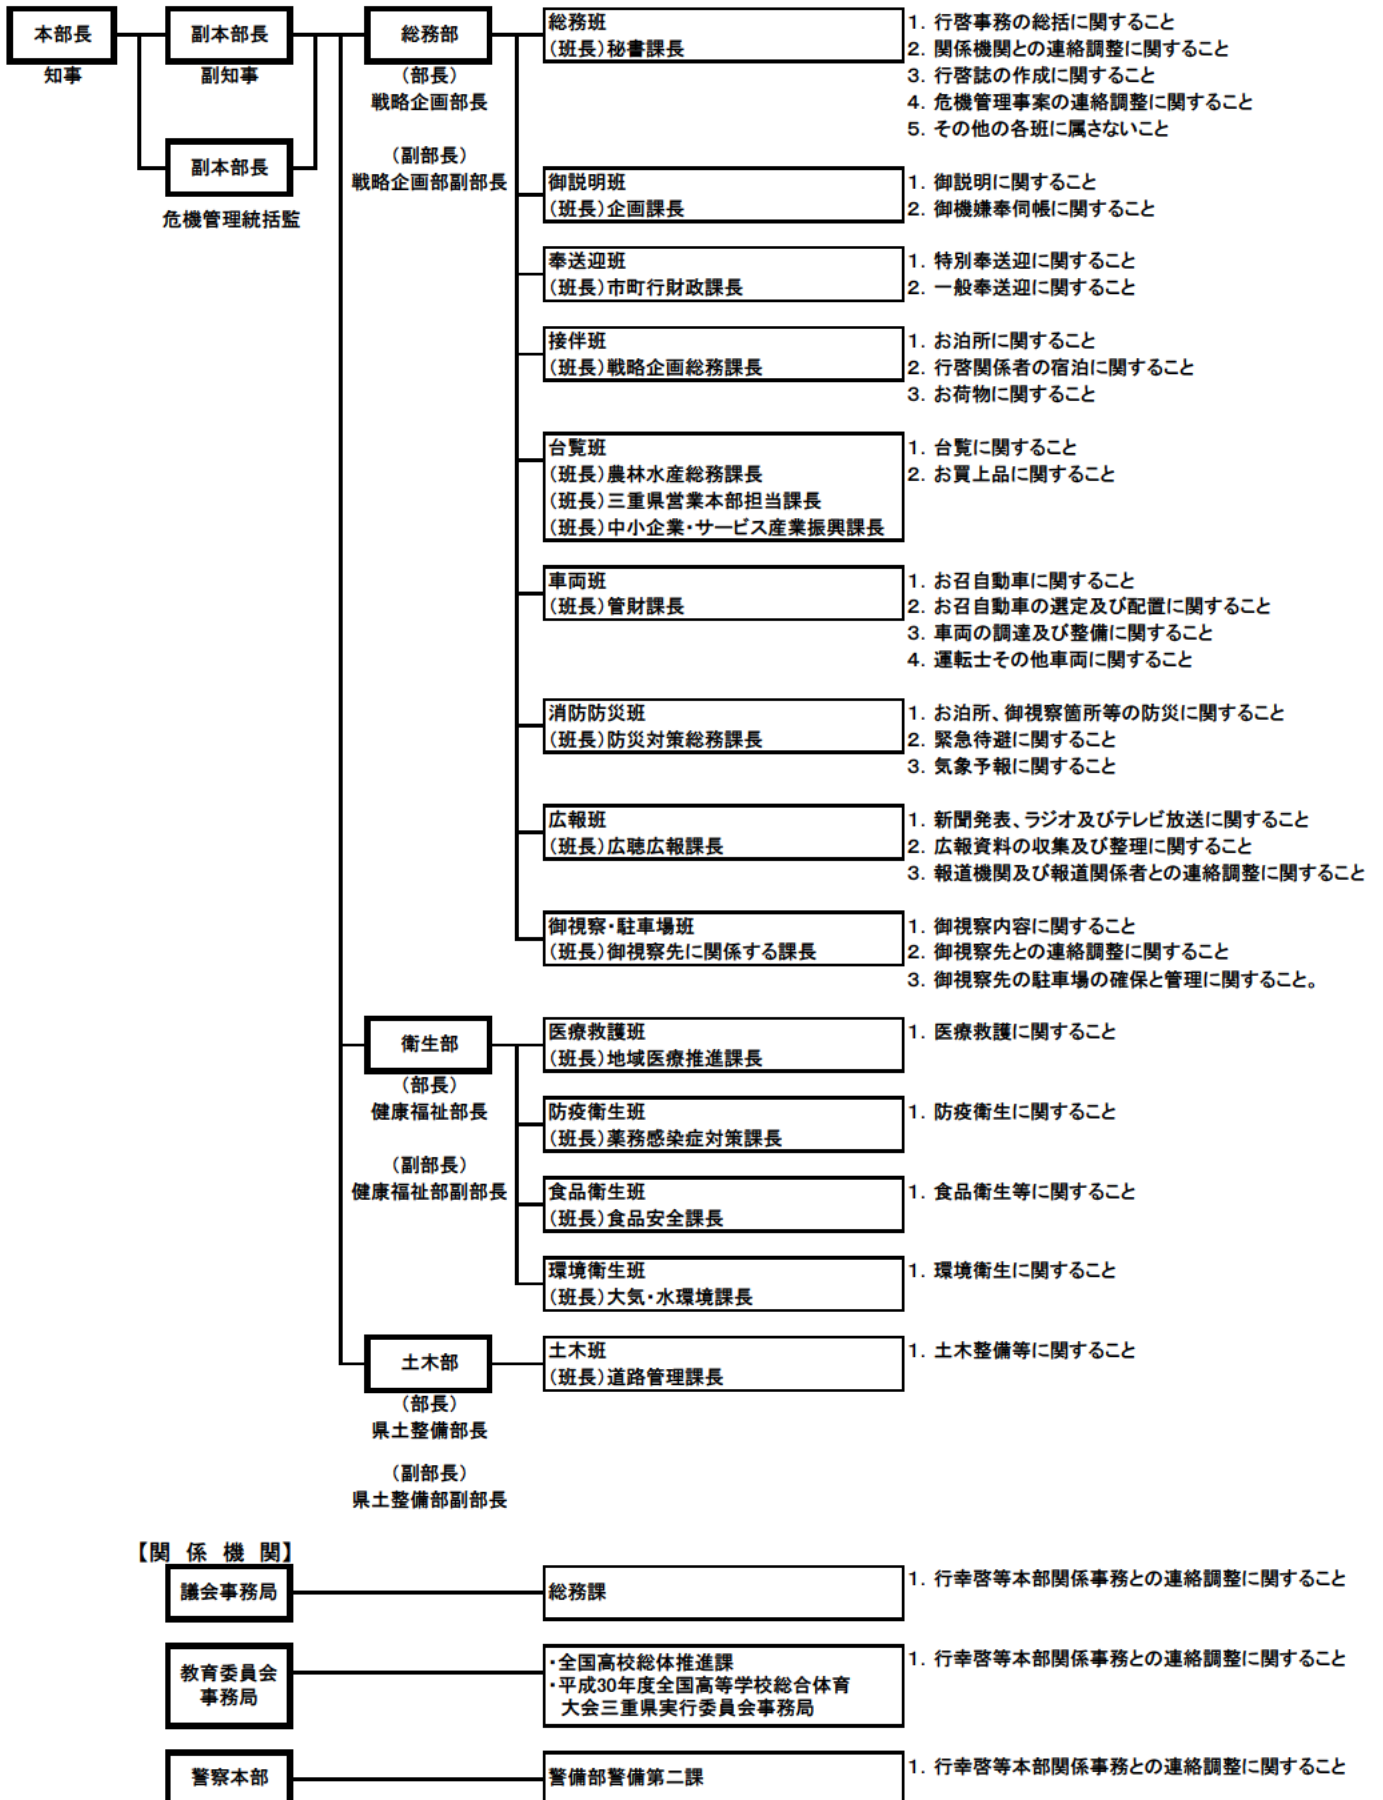 本部長
知事
副本部長
副知事
副本部長
危機管理統括監
総務部
（部長）
戦略企画部長
（副部長）
戦略企画部副部長
総務班
（班長）秘書課長
1. 行啓事務の総括に関すること
2. 関係機関との連絡調整に関すること
3. 行啓誌の作成に関すること
4. 危機管理事案の連絡調整に関すること
5. その他の各班に属さないこと
御説明班
（班長）企画課長
1. 御説明に関すること
2. 御機嫌奉伺帳に関すること
奉送迎班
（班長）市町行財政課長
1. 特別奉送迎に関すること
2. 一般奉送迎に関すること
接伴班
（班長）戦略企画総務課長
1. お泊所に関すること
2. 行啓関係者の宿泊に関すること
3. お荷物に関すること
台覧班
（班長）農林水産総務課長
（班長）三重県営業本部担当課長
（班長）中小企業・サービス産業振興課長
1. 台覧に関すること
2. お買上品に関すること
車両班
（班長）管財課長
1. お召自動車に関すること
2. お召自動車の選定及び配置に関すること
3. 車両の調達及び整備に関すること
4. 運転士その他車両に関すること
消防防災班
（班長）防災対策総務課長
1. お泊所、御視察箇所等の防災に関すること
2. 緊急待避に関すること
3. 気象予報に関すること
広報班
（班長）広聴広報課長
1. 新聞発表、ラジオ及びテレビ放送に関すること
2. 広報資料の収集及び整理に関すること
3. 報道機関及び報道関係者との連絡調整に関すること
御視察・駐車場班
（班長）御視察先に関係する課長
1. 御視察内容に関すること
2. 御視察先との連絡調整に関すること
3. 御視察先の駐車場の確保と管理に関すること。
衛生部
（部長）
健康福祉部長
（副部長）
健康福祉部副部長
医療救護班
（班長）地域医療推進課長
1. 医療救護に関すること
防疫衛生班
（班長）薬務感染症対策課長
1. 防疫衛生に関すること
食品衛生班
（班長）食品安全課長
1. 食品衛生等に関すること
環境衛生班
（班長）大気・水環境課長
1. 環境衛生に関すること
土木部
（部長）
県土整備部長
（副部長）
県土整備部副部長
土木班
（班長）道路管理課長
1. 土木整備等に関すること
【関 係 機 関】
議会事務局
総務課
1. 行幸啓等本部関係事務との連絡調整に関すること
教育委員会
事務局
・全国高校総体推進課
・平成30年度全国高等学校総合体育
大会三重県実行委員会事務局
1. 行幸啓等本部関係事務との連絡調整に関すること
警察本部
警備部警備第二課
1. 行幸啓等本部関係事務との連絡調整に関すること